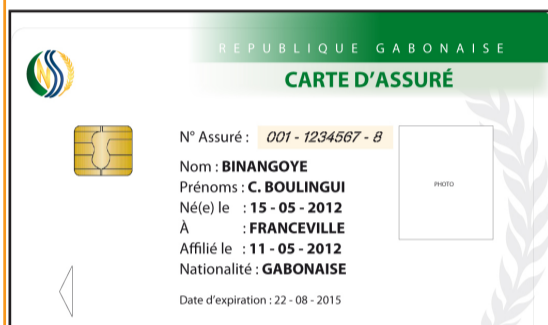 REPUBLIQUE GABONAISE
CARTE D'ASSURÉ
N° Assuré : 001 - 1234567 - 8
Nom : BINANGOYE
Prénoms : C. BOULINGUI
Né(e) le : 15 - 05 - 2012
À : FRANCEVILLE
Affilié le : 11 - 05 - 2012
Nationalité : GABONAISE
PHOTO
Date d'expiration : 22 - 08 - 2015